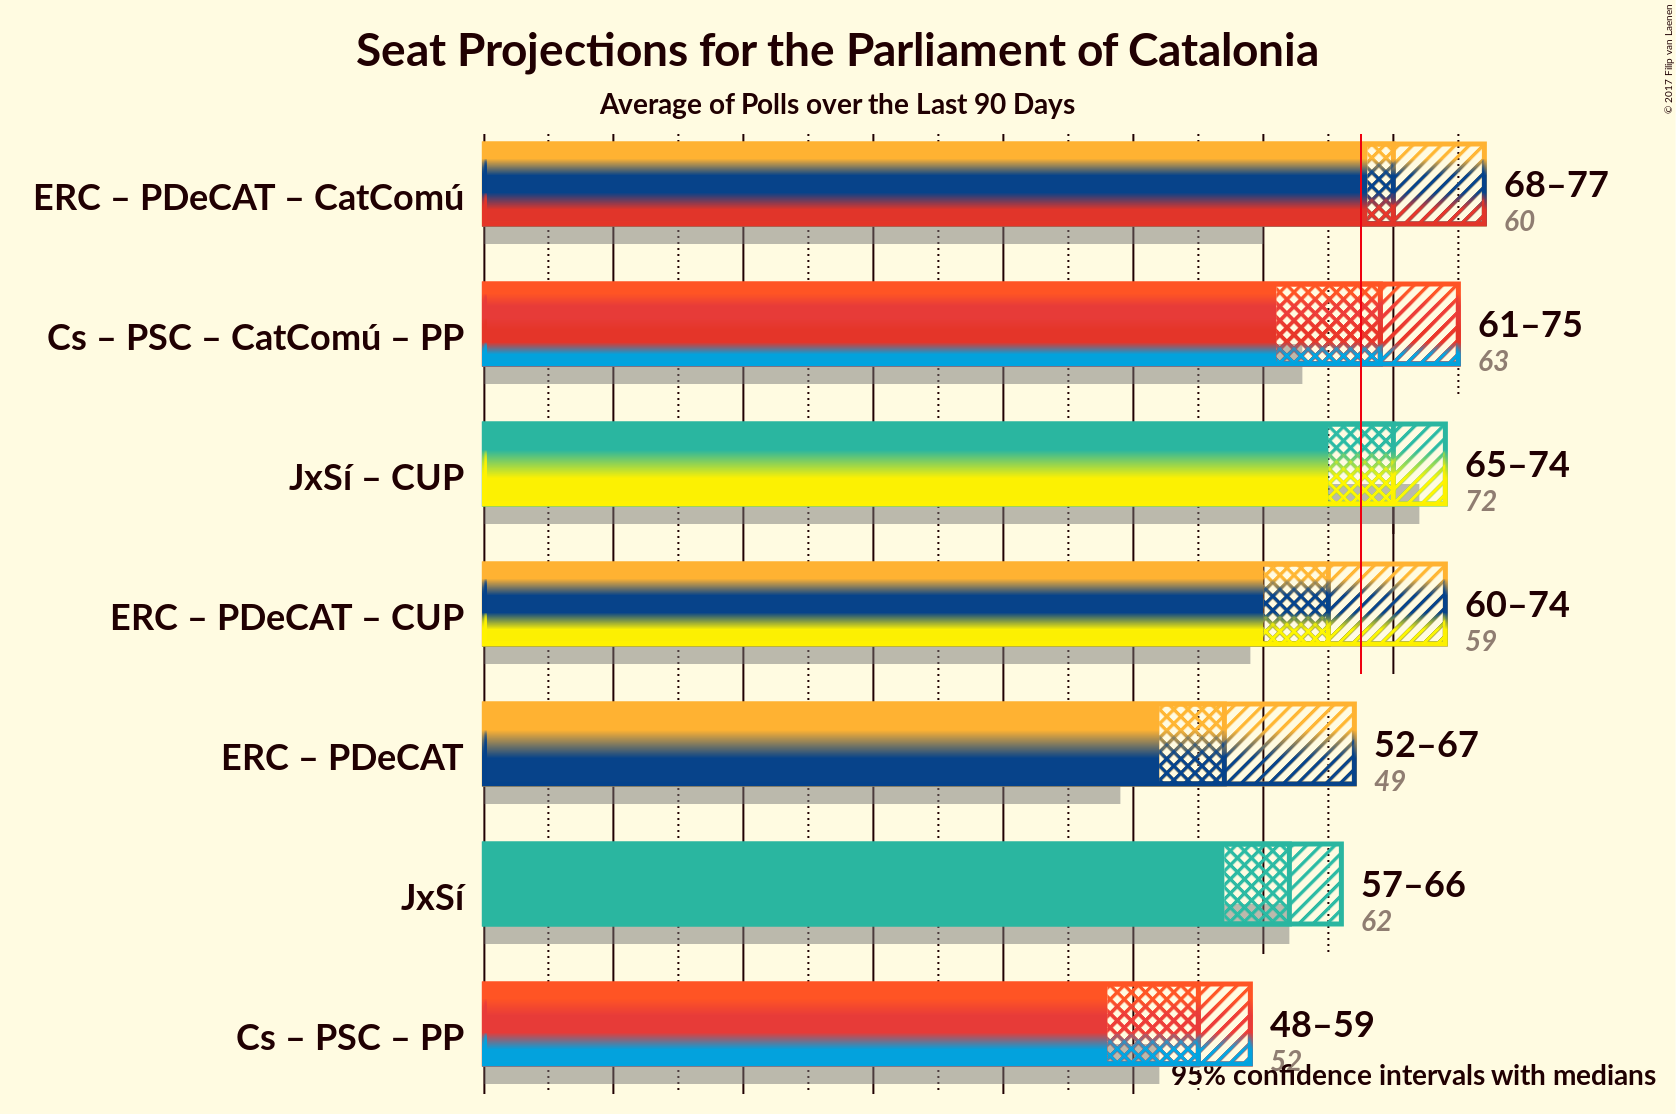 Seat Projections for the Parliament of Catalonia
Average of Polls over the Last 90 Days
© 2017 Filip van Laenen
ERC – PDeCAT – CatComú
68–77
60
Cs – PSC – CatComú – PP
61–75
63
JxSí – CUP
65–74
72
ERC – PDeCAT – CUP
60–74
59
ERC – PDeCAT
52–67
49
JxSí
57–66
62
Cs – PSC – PP
48–59
52
95% confidence intervals with medians